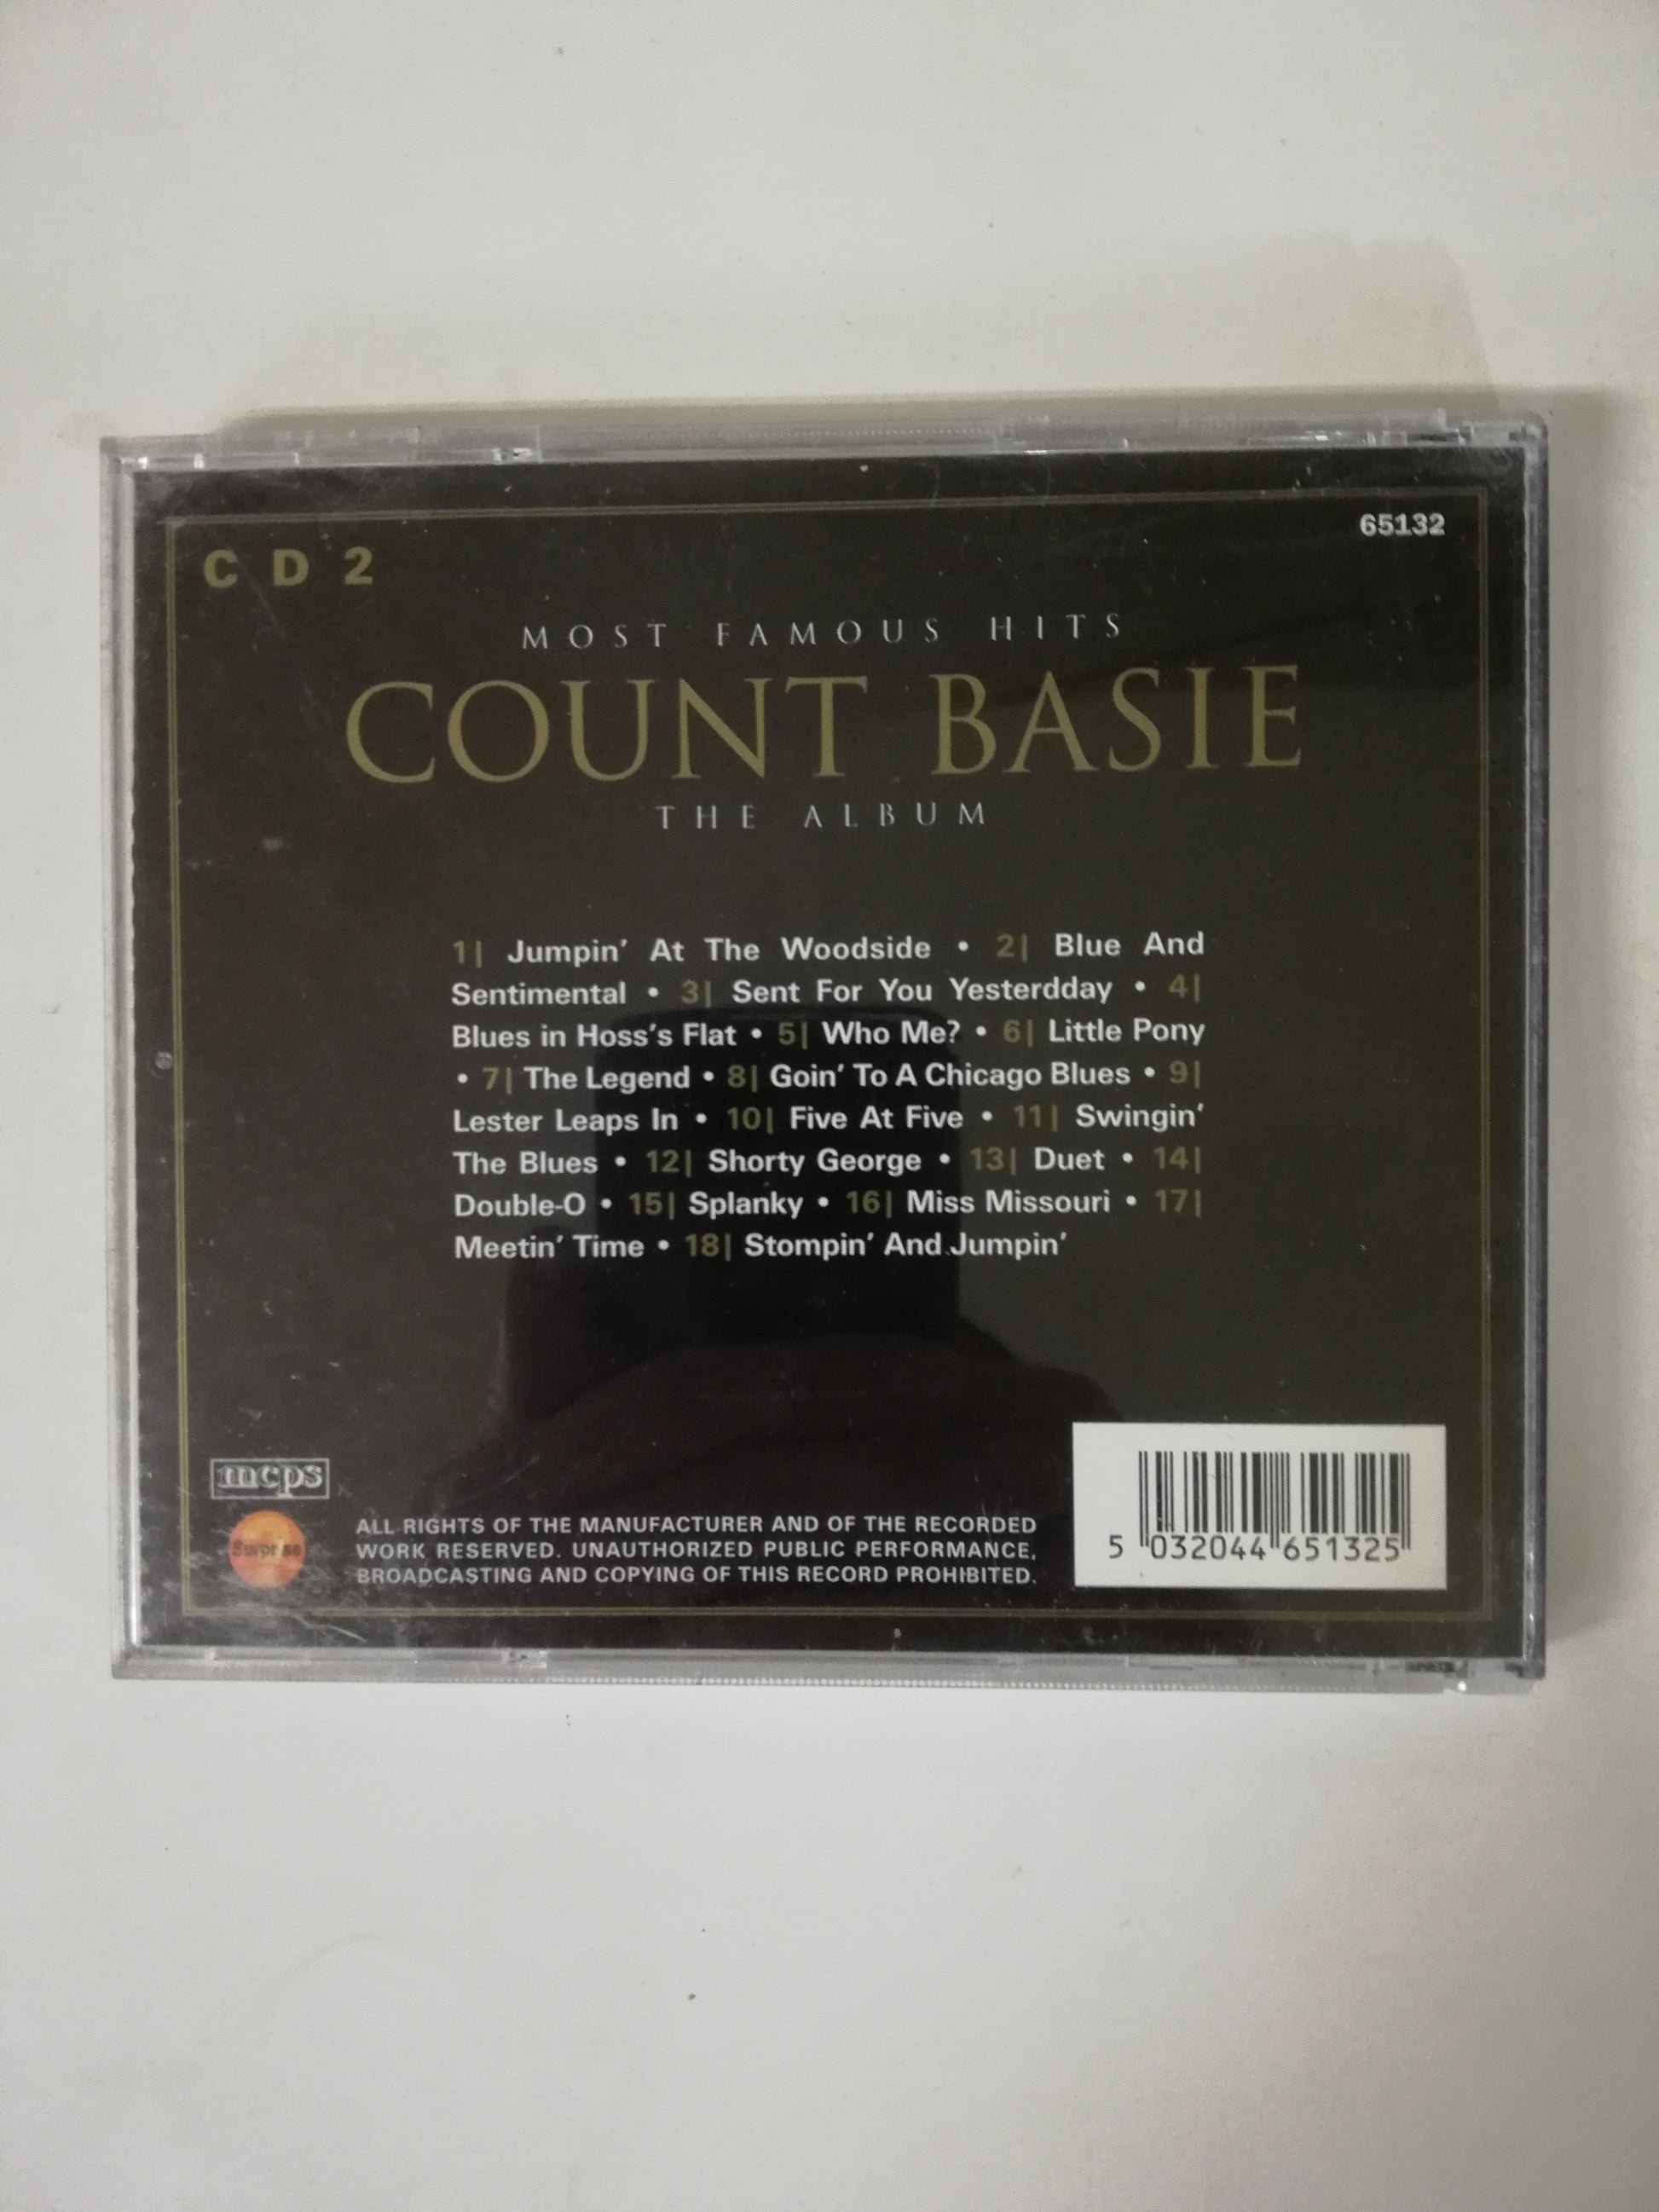 65132
CD 2
MOST FAMOUS HITS
COUNT BASIE
THE ALBUM
1| Jumpin' At The Woodside • 2| Blue And
Sentimental • 3| Sent For You Yesterdday • 4|
Blues in Hoss's Flat • 5| Who Me? • 6| Little Pony
• 7| The Legend • 8| Goin' To A Chicago Blues • 9|
Lester Leaps In • 10| Five At Five • 11| Swingin'
The Blues • 12| Shorty George • 13| Duet • 14|
Double-O • 15| Splanky • 16| Miss Missouri • 17|
Meetin' Time • 18| Stompin' And Jumpin'
mcps
Surprise
ALL RIGHTS OF THE MANUFACTURER AND OF THE RECORDED
WORK RESERVED. UNAUTHORIZED PUBLIC PERFORMANCE,
BROADCASTING AND COPYING OF THIS RECORD PROHIBITED.
5 032044 651325